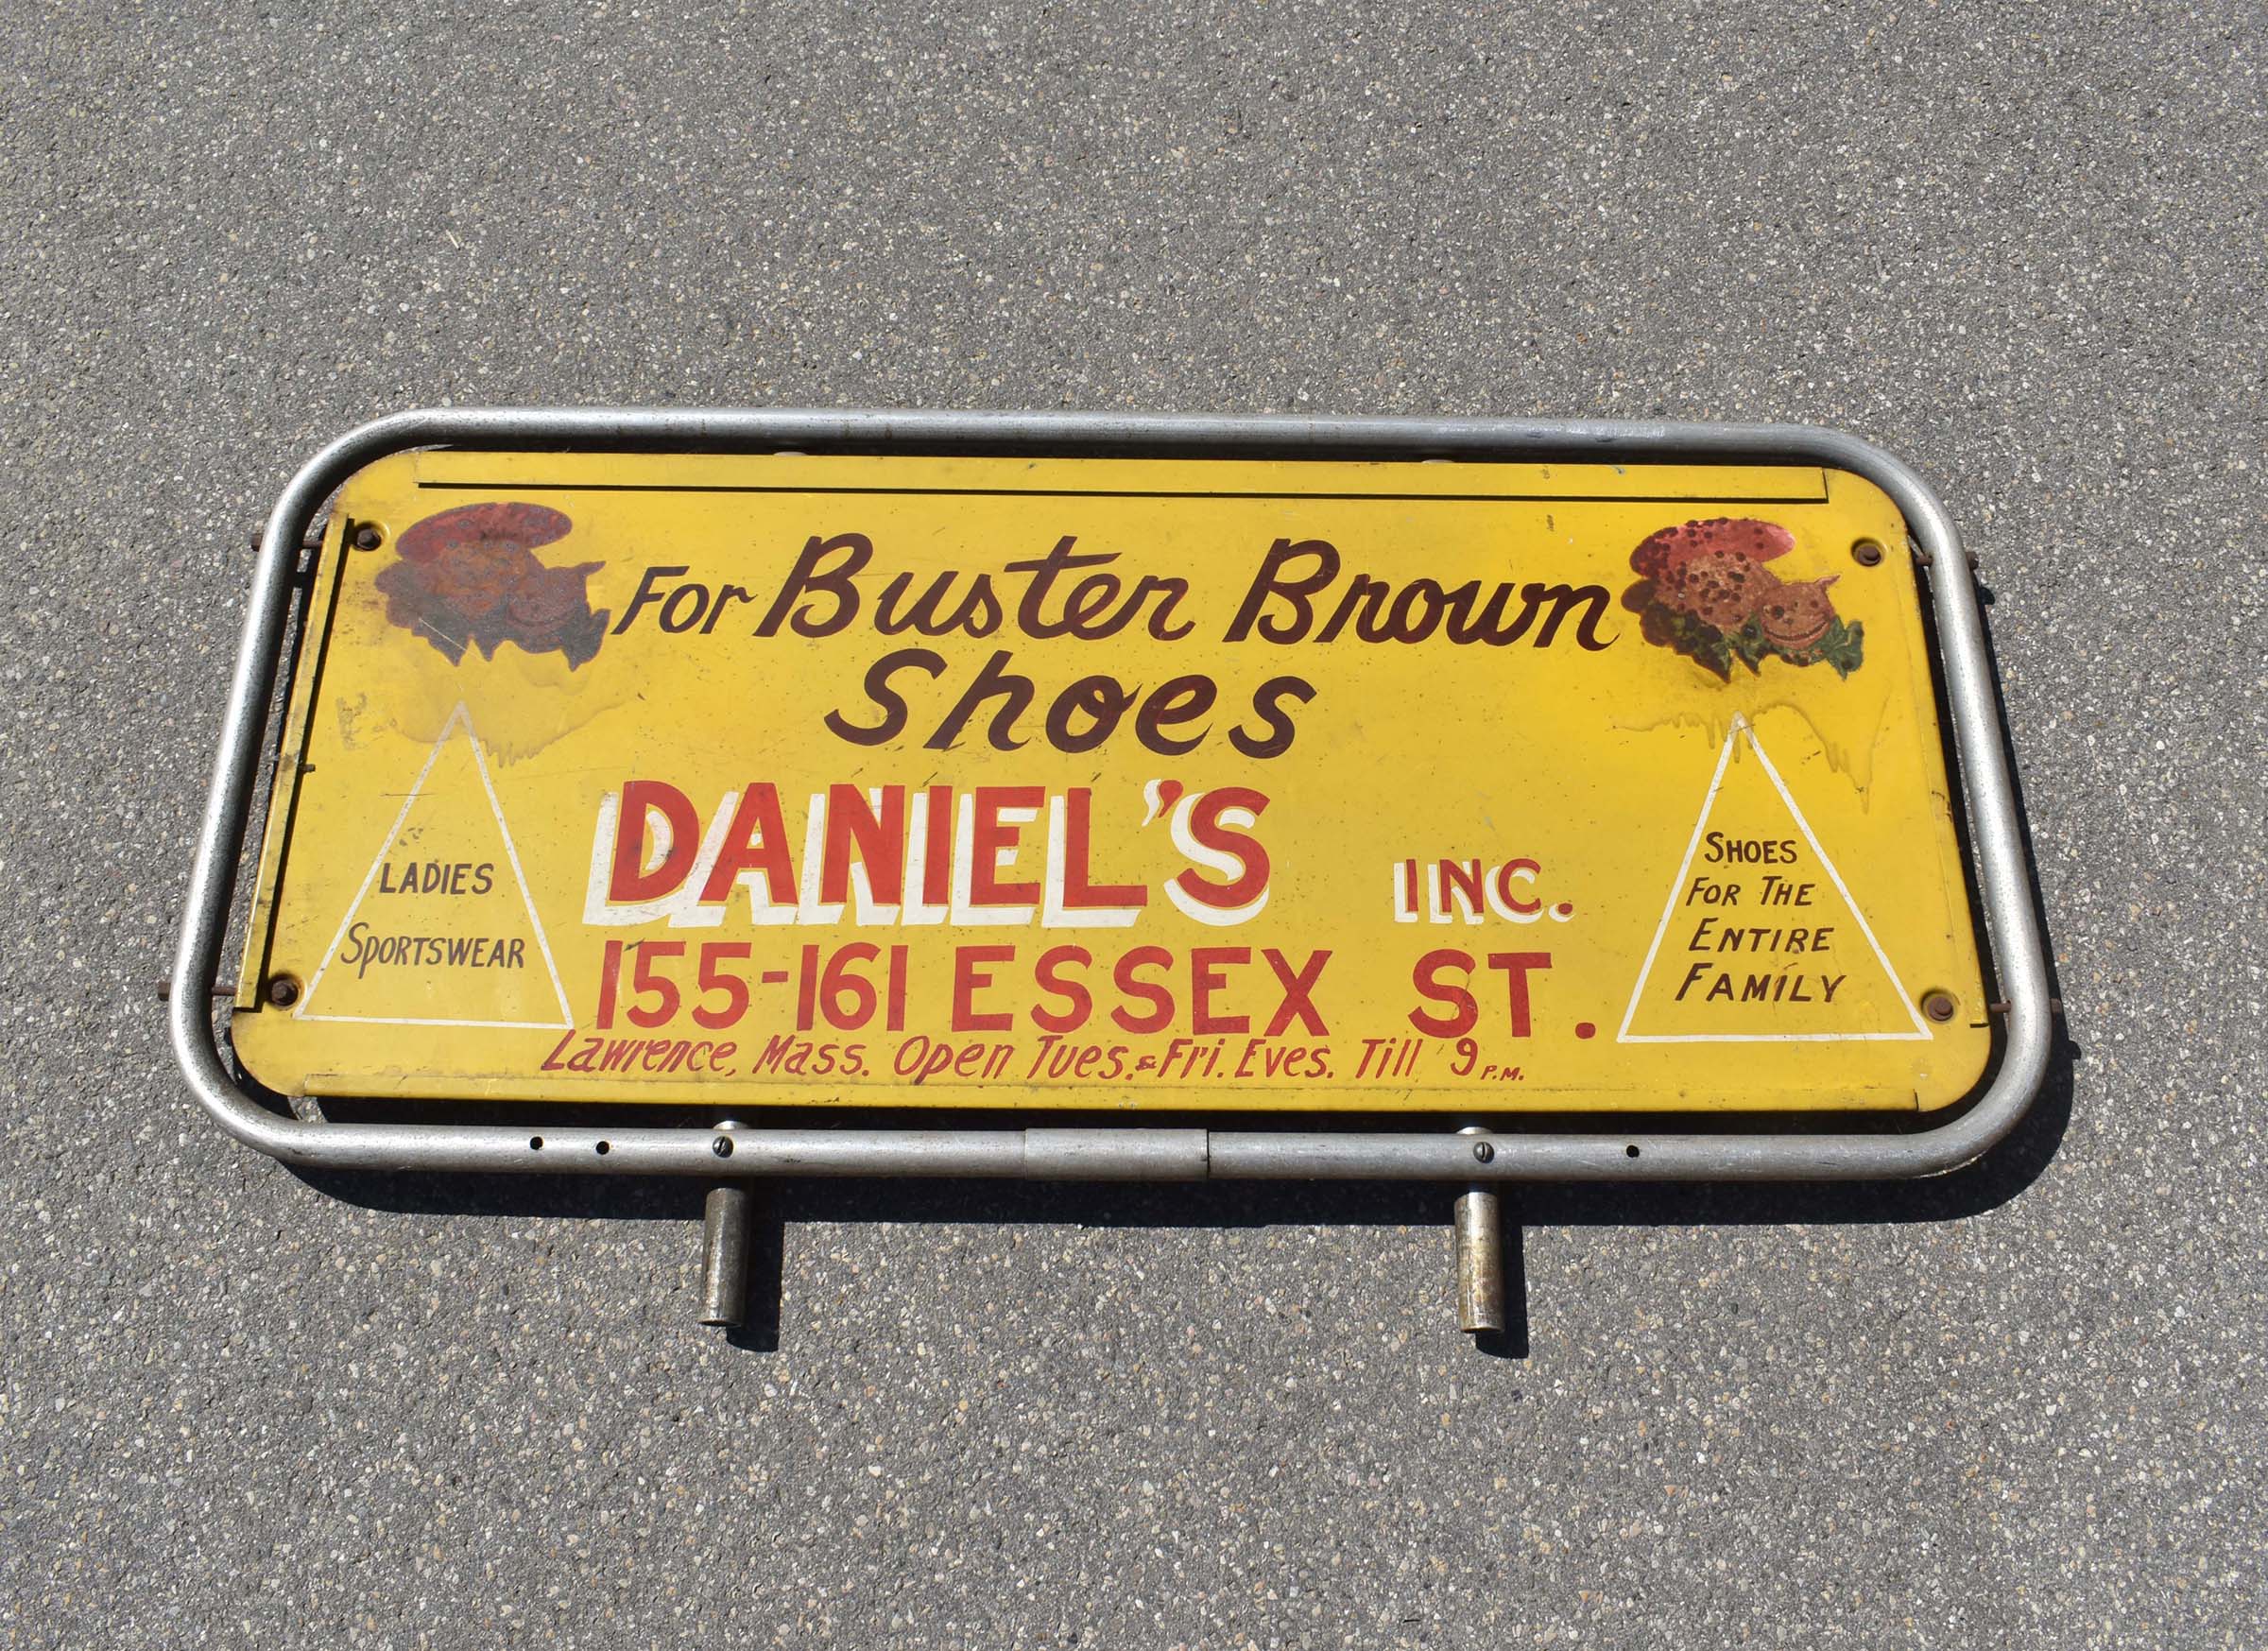 For Buster Brown
Shoes
DANIEL'S INC.
155-161 ESSEX ST.
Lawrence, Mass. Open Tues. & Fri. Eves. Till 9 P.M.
LADIES
SPORTSWEAR
SHOES
FOR THE
ENTIRE
FAMILY